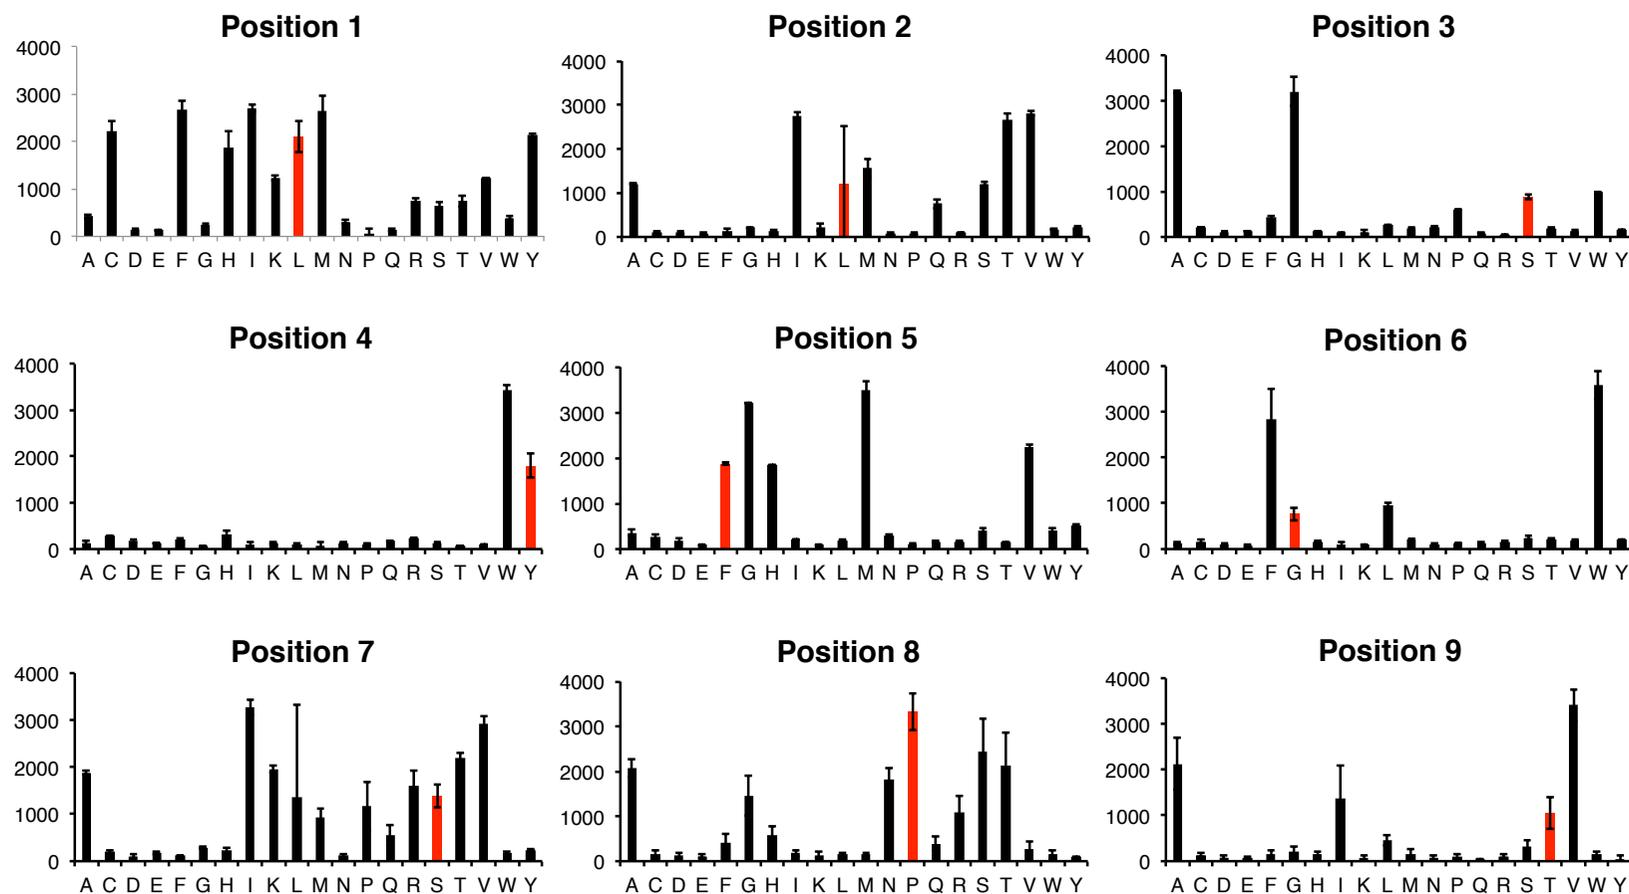 Position 1
4000
3000
2000
1000
0
A C D E F G H I K L M N P Q R S T V W Y
Position 2
4000
3000
2000
1000
0
A C D E F G H I K L M N P Q R S T V W Y
Position 3
4000
3000
2000
1000
0
A C D E F G H I K L M N P Q R S T V W Y
Position 4
4000
3000
2000
1000
0
A C D E F G H I K L M N P Q R S T V W Y
Position 5
4000
3000
2000
1000
0
A C D E F G H I K L M N P Q R S T V W Y
Position 6
4000
3000
2000
1000
0
A C D E F G H I K L M N P Q R S T V W Y
Position 7
4000
3000
2000
1000
0
A C D E F G H I K L M N P Q R S T V W Y
Position 8
4000
3000
2000
1000
0
A C D E F G H I K L M N P Q R S T V W Y
Position 9
4000
3000
2000
1000
0
A C D E F G H I K L M N P Q R S T V W Y